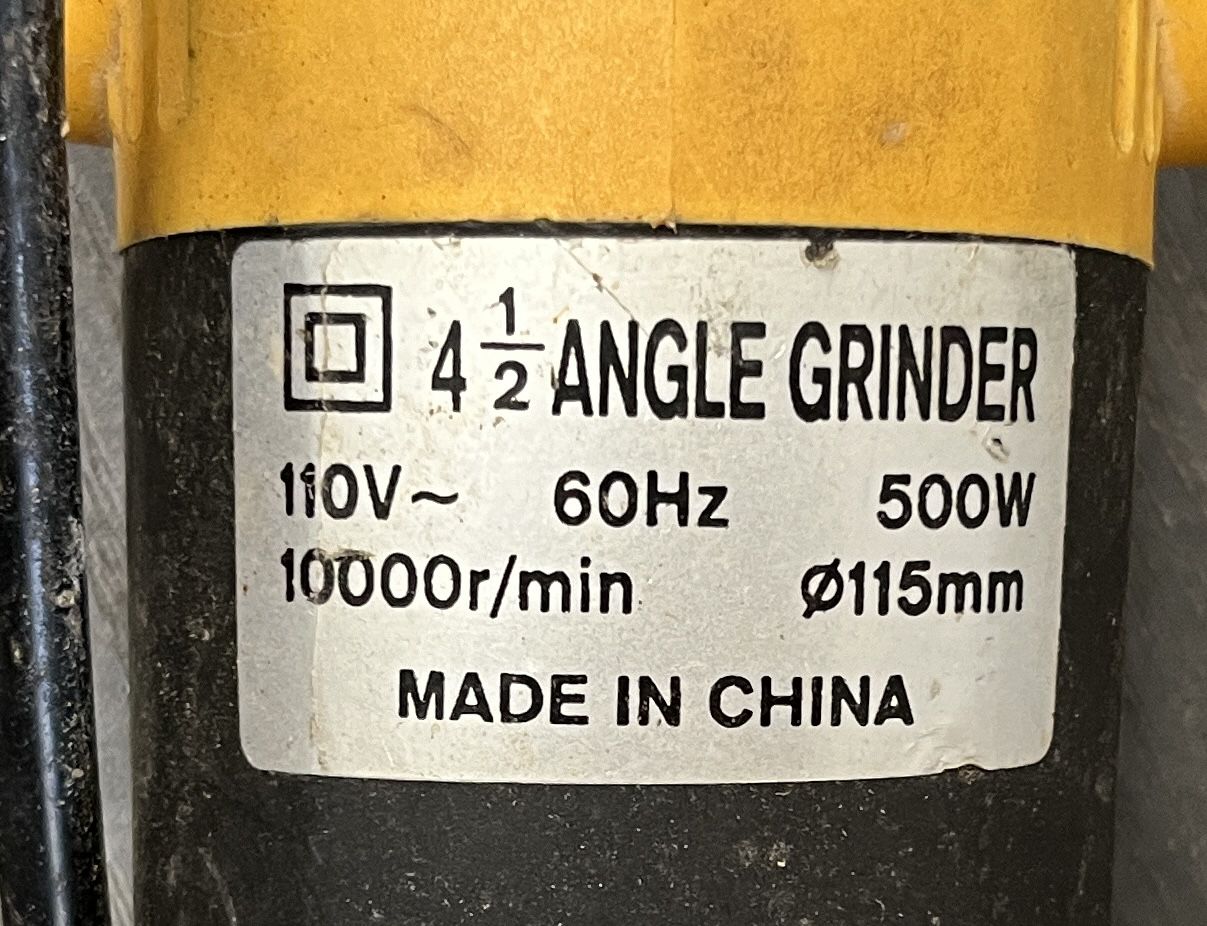 4 1/2 ANGLE GRINDER
110V~ 60Hz 500W
10000r/min Ø115mm
MADE IN CHINA